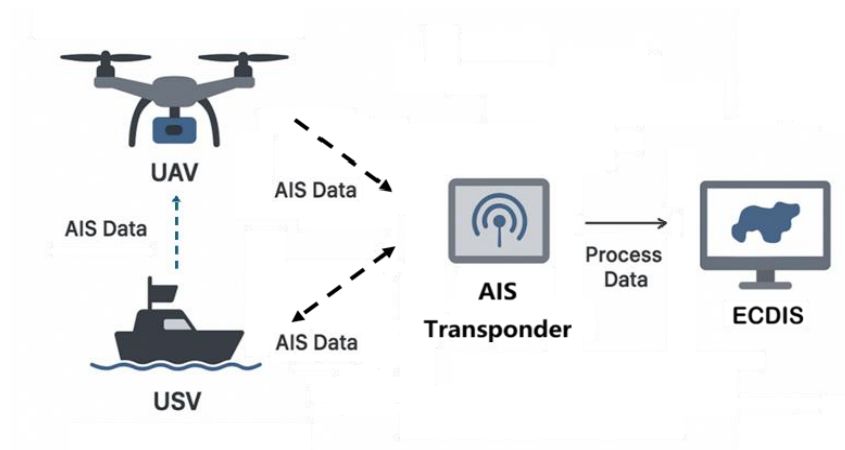 UAV
AIS Data
AIS Data
AIS Data
USV
AIS
Transponder
Process
Data
ECDIS